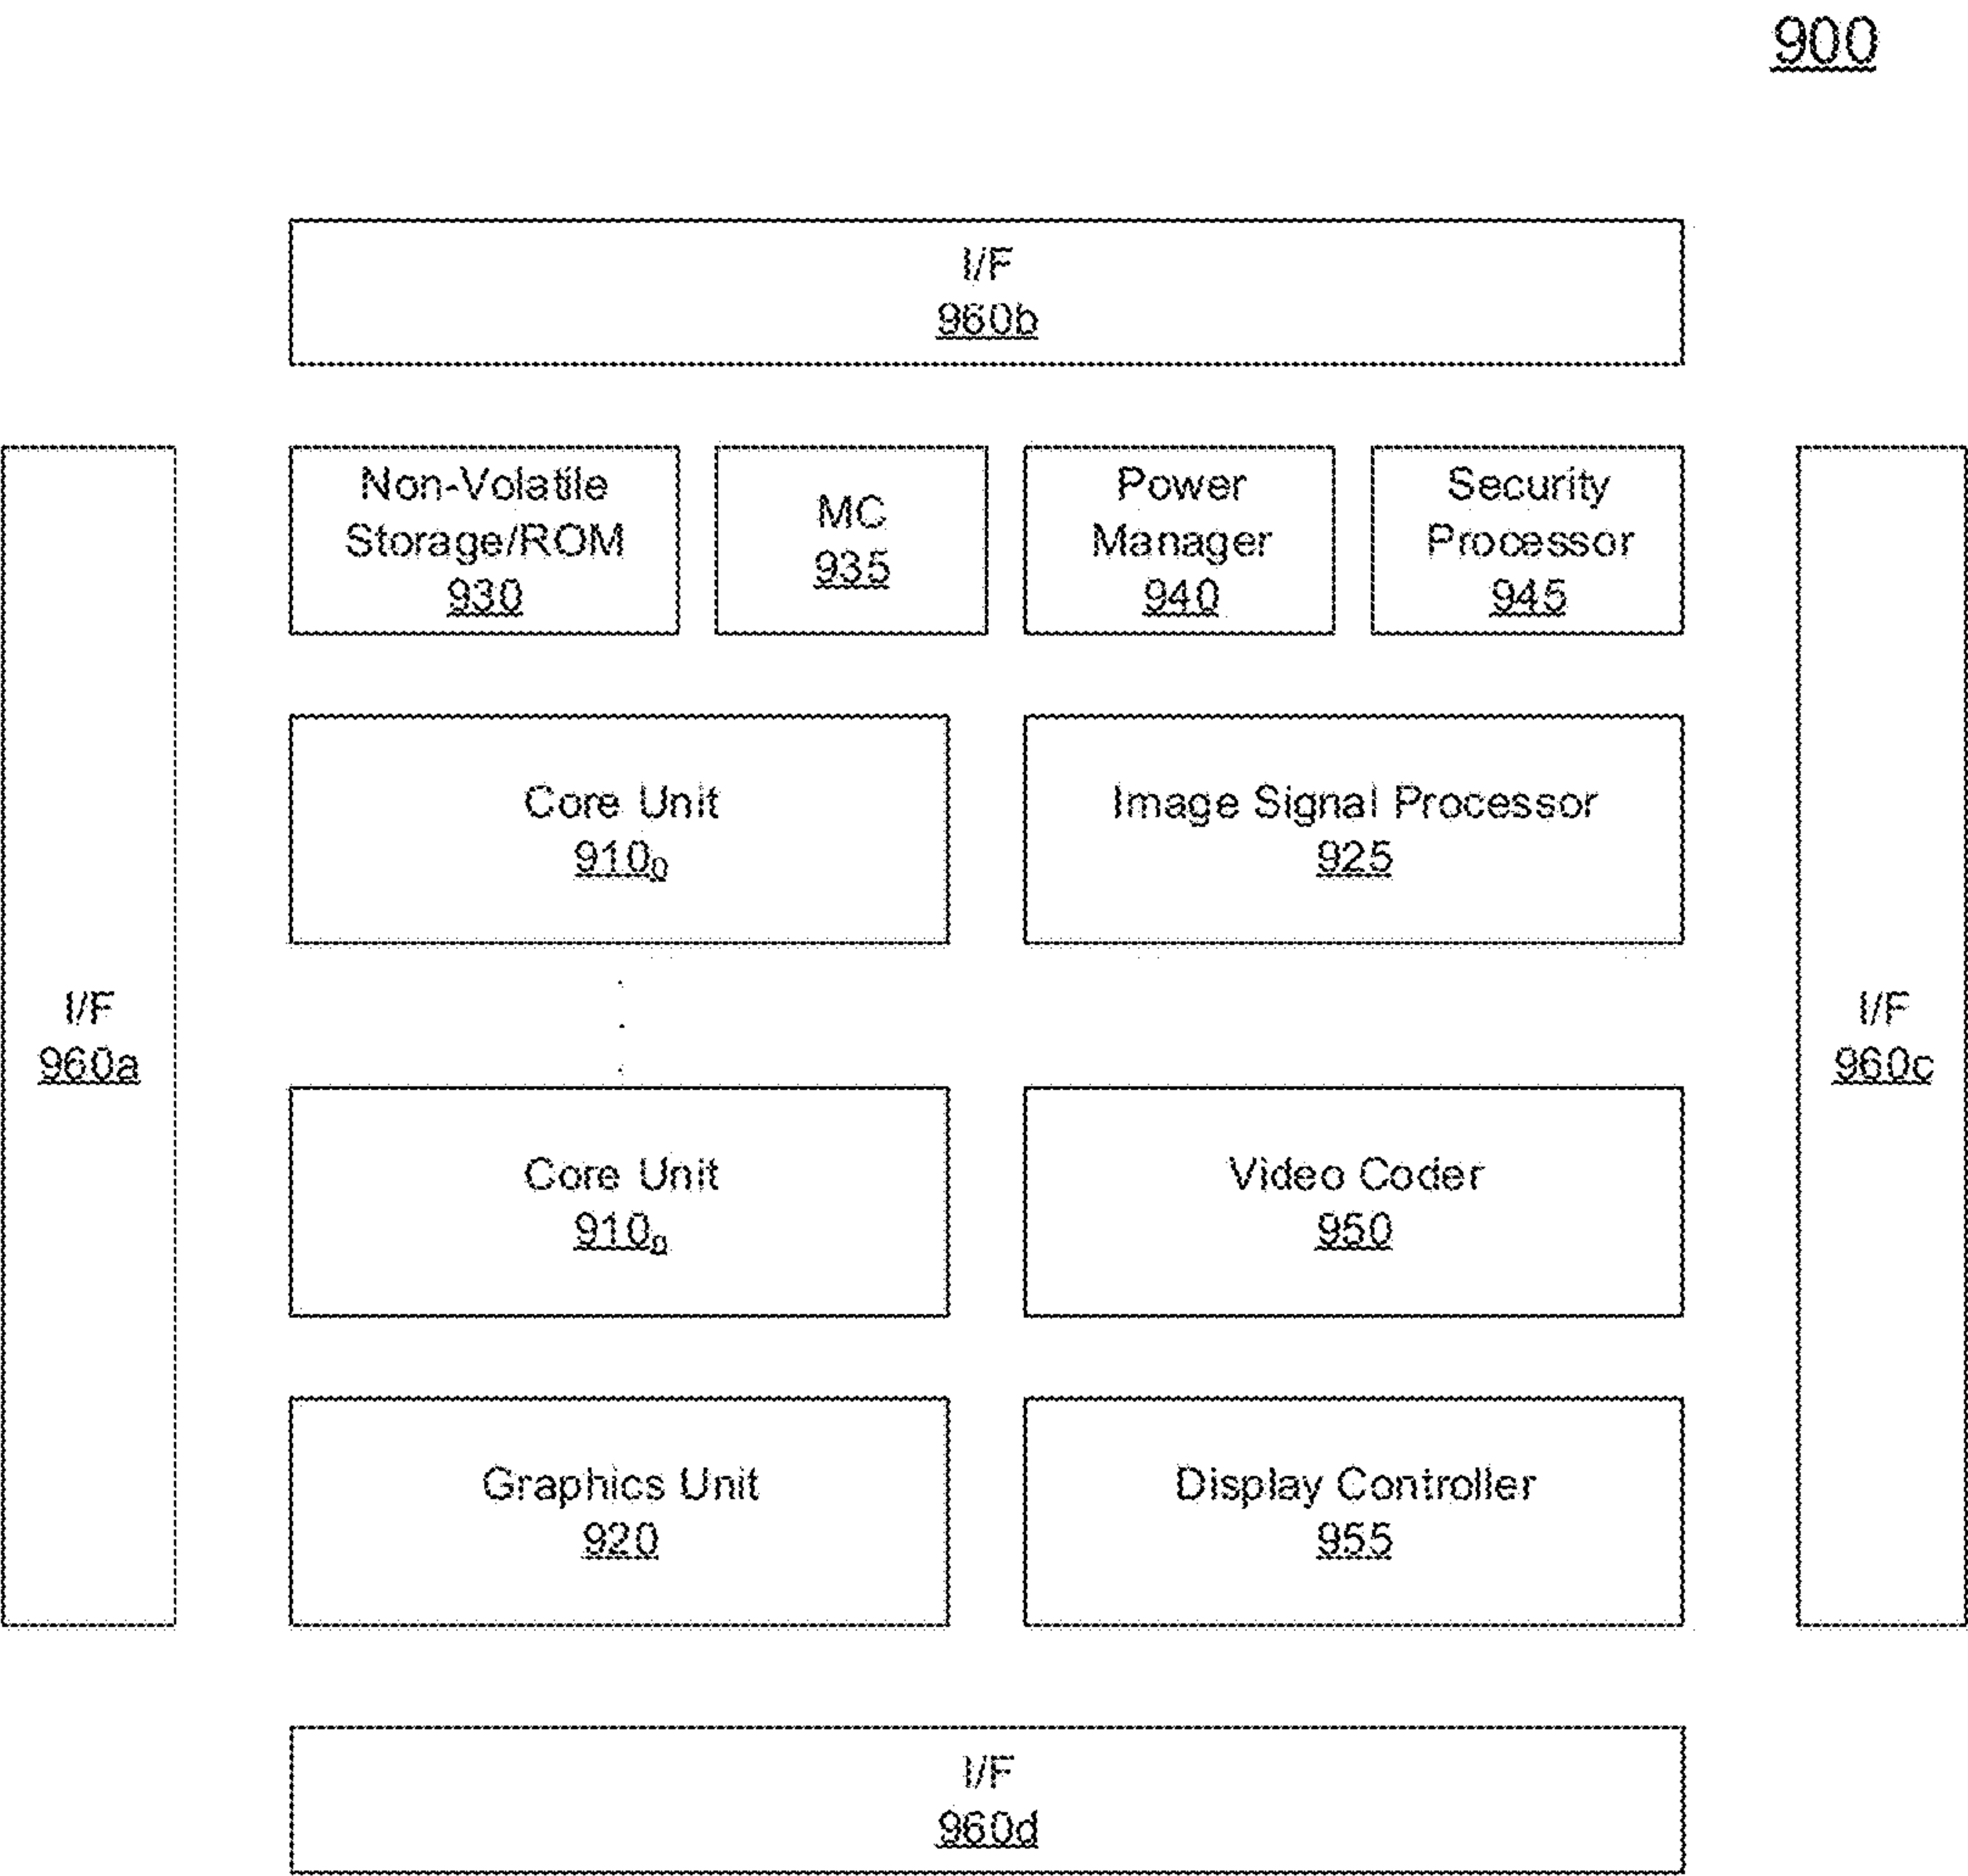 900
I/F
960b
Non-Volatile
Storage/ROM
930
MC
935
Power
Manager
940
Security
Processor
945
I/F
960a
Core Unit
910₀
Image Signal Processor
925
I/F
960c
Core Unit
910ₙ
Video Coder
950
Graphics Unit
920
Display Controller
955
I/F
960d